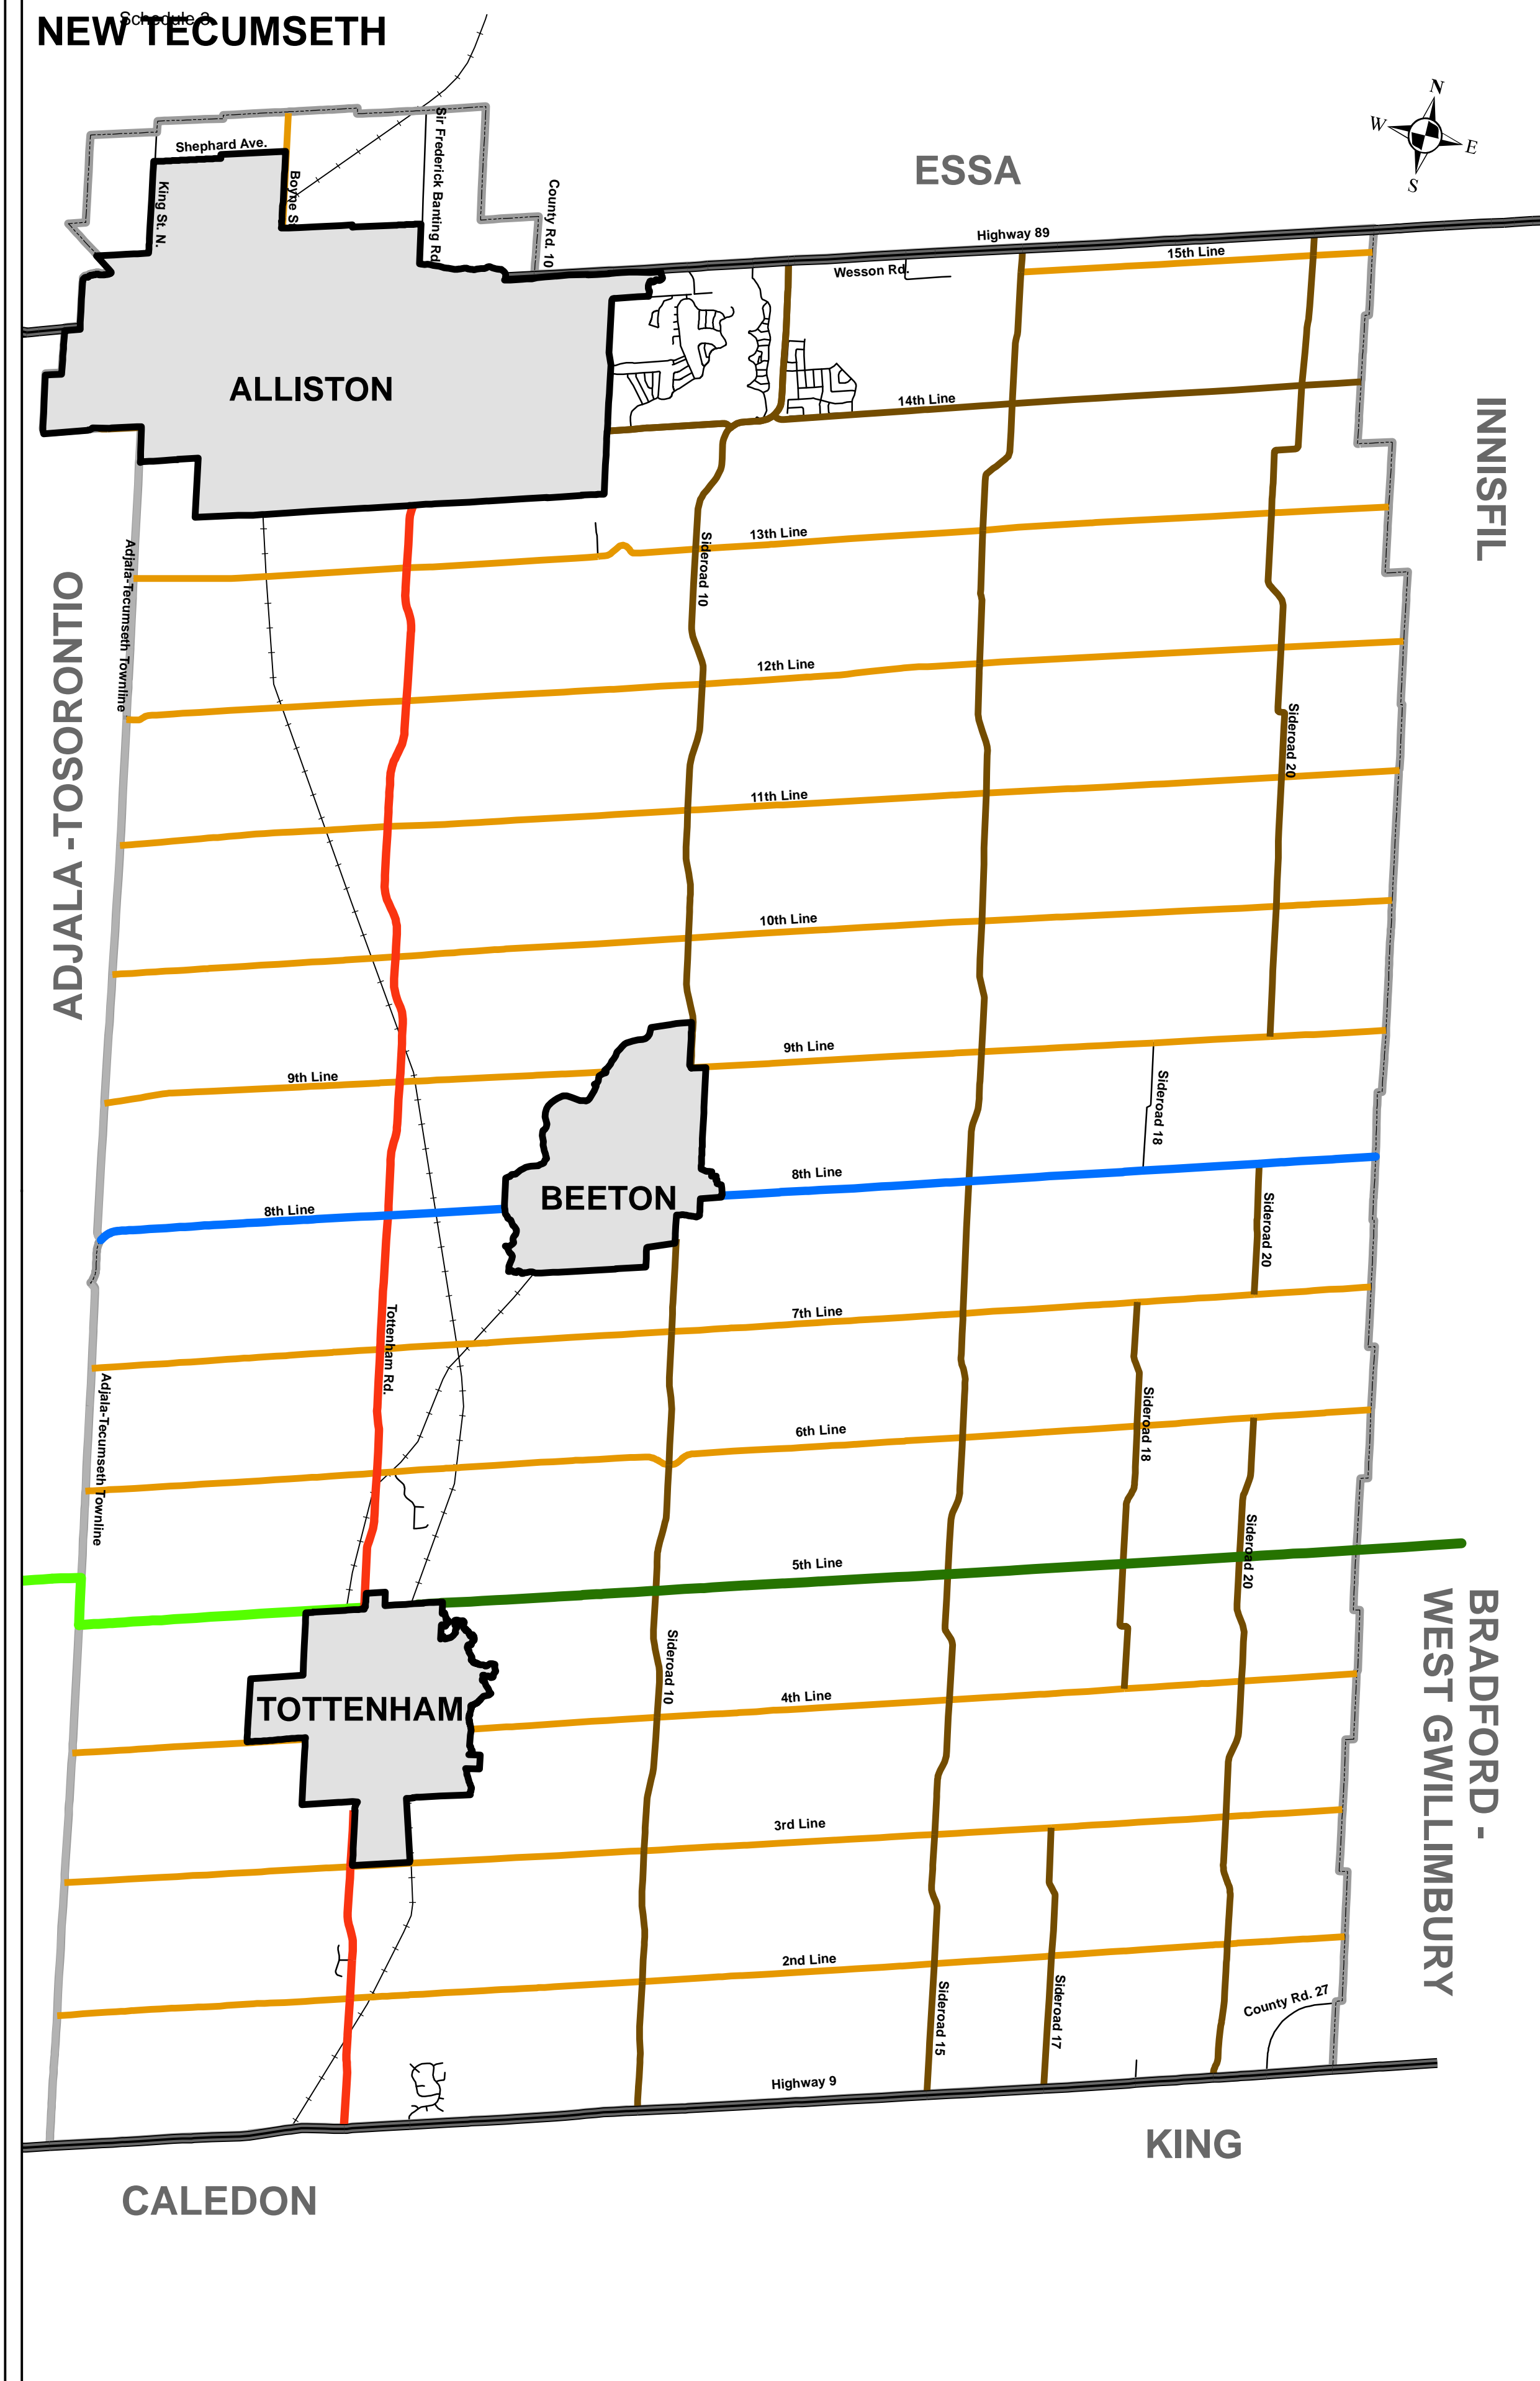 Schedule 3
NEW TECUMSETH
Shephard Ave.
King St. N.
Boyne S
Sir Frederick Banting Rd
County Rd. 10
ESSA
N
W
E
S
Highway 89
15th Line
Wesson Rd.
ALLISTON
14th Line
INNISFIL
13th Line
Sideroad 10
Adjala-Tecumseth Townline
ADJALA -TOSORONTIO
12th Line
Sideroad 20
11th Line
10th Line
9th Line
9th Line
Sideroad 18
8th Line
BEETON
8th Line
Sideroad 20
Tottenham Rd.
7th Line
Adjala-Tecumseth Townline
Sideroad 18
6th Line
Sideroad 20
5th Line
BRADFORD -
WEST GWILLIMBURY
Sideroad 10
TOTTENHAM
4th Line
3rd Line
2nd Line
Sideroad 15
Sideroad 17
County Rd. 27
Highway 9
KING
CALEDON